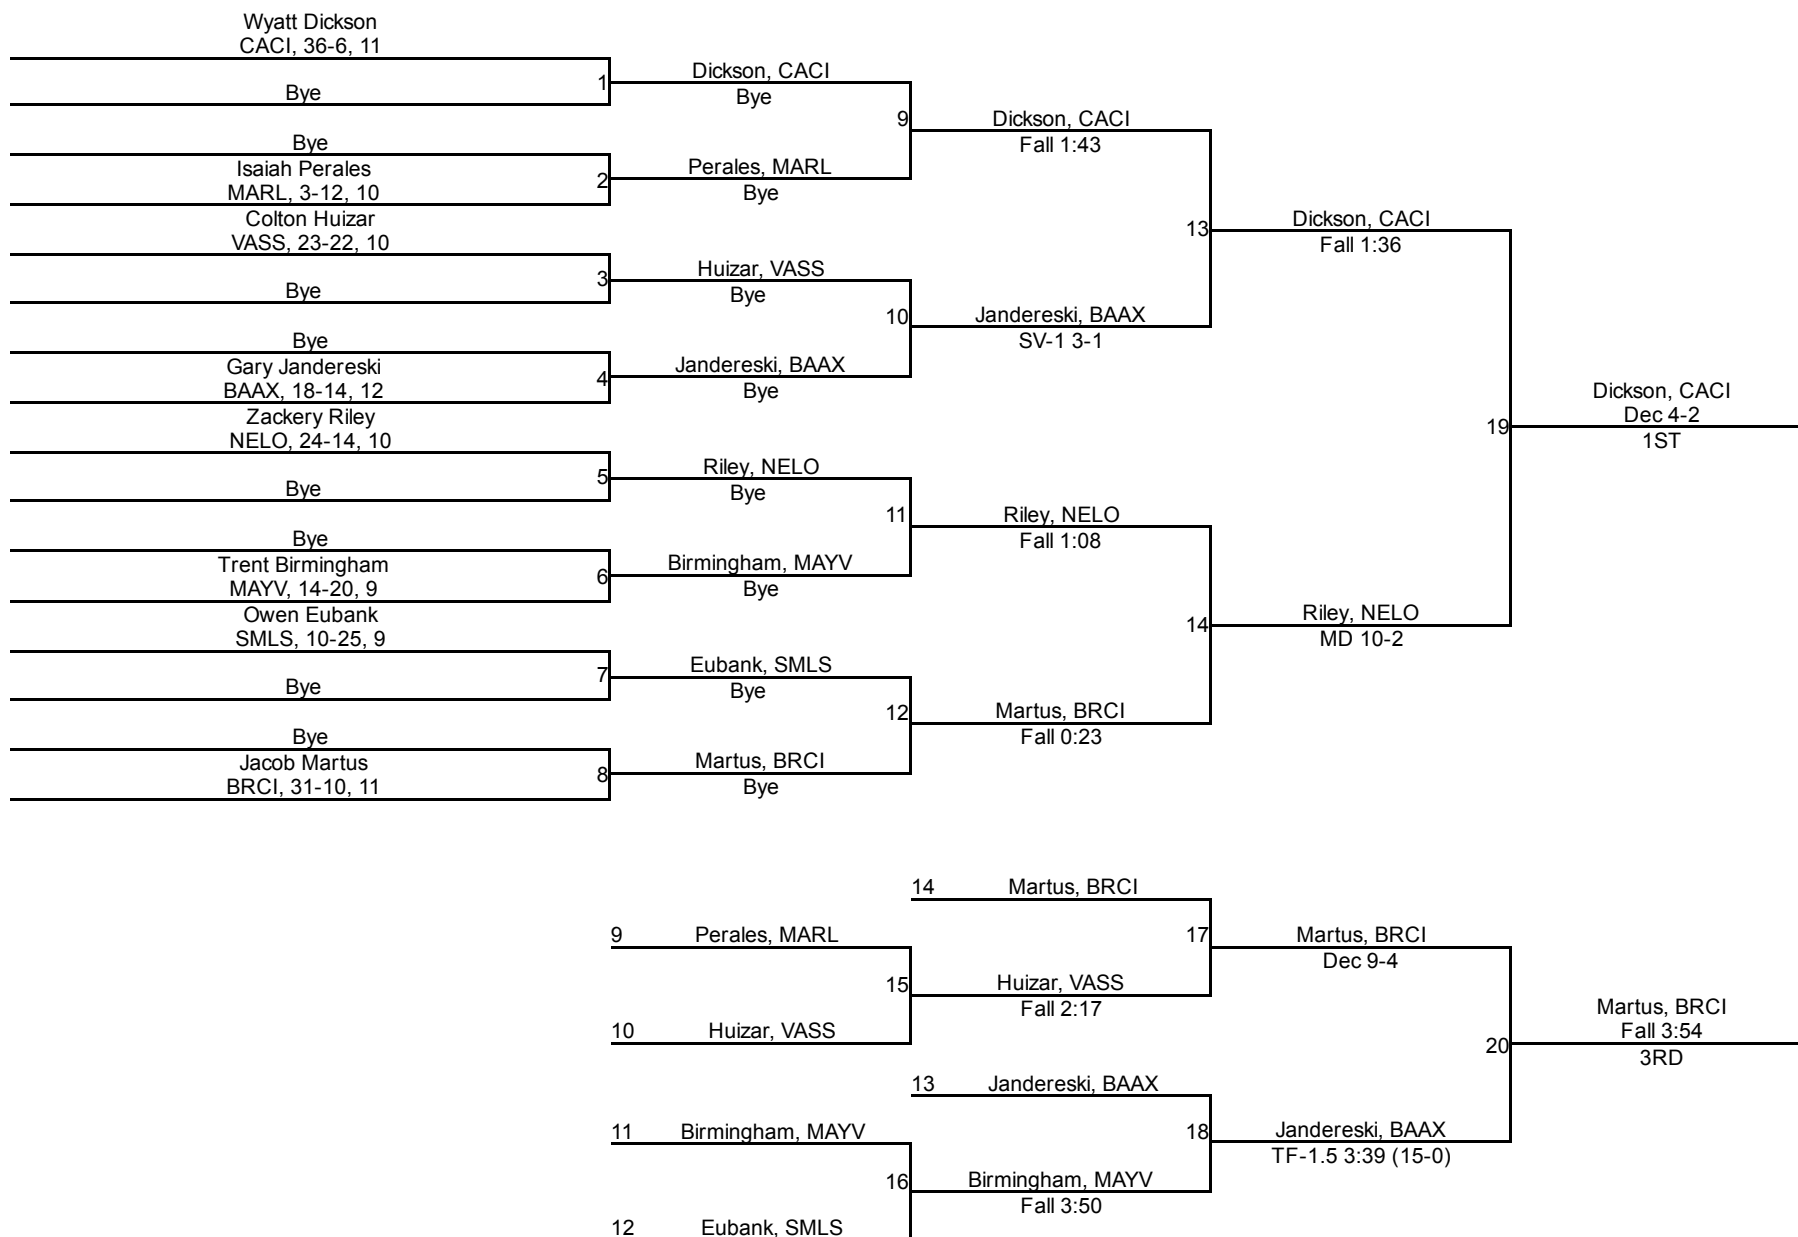 Wyatt Dickson
CACI, 36-6, 11
Bye
1
Bye
Isaiah Perales
MARL, 3-12, 10
2
Colton Huizar
VASS, 23-22, 10
Bye
3
Bye
Gary Jandereski
BAAX, 18-14, 12
4
Zackery Riley
NELO, 24-14, 10
Bye
5
Bye
Trent Birmingham
MAYV, 14-20, 9
6
Owen Eubank
SMLS, 10-25, 9
Bye
7
Bye
Jacob Martus
BRCI, 31-10, 11
8
Dickson, CACI
Bye
9
Perales, MARL
Bye
Huizar, VASS
Bye
10
Jandereski, BAAX
Bye
Riley, NELO
Bye
11
Birmingham, MAYV
Bye
Eubank, SMLS
Bye
12
Martus, BRCI
Bye
Dickson, CACI
Fall 1:43
13
Jandereski, BAAX
SV-1 3-1
Riley, NELO
Fall 1:08
14
Martus, BRCI
Fall 0:23
Dickson, CACI
Fall 1:36
19
Riley, NELO
MD 10-2
Dickson, CACI
Dec 4-2
1ST
9 Perales, MARL
15
10 Huizar, VASS
11 Birmingham, MAYV
16
12 Eubank, SMLS
14 Martus, BRCI
17
Huizar, VASS
Fall 2:17
13 Jandereski, BAAX
18
Birmingham, MAYV
Fall 3:50
Martus, BRCI
Dec 9-4
20
Jandereski, BAAX
TF-1.5 3:39 (15-0)
Martus, BRCI
Fall 3:54
3RD